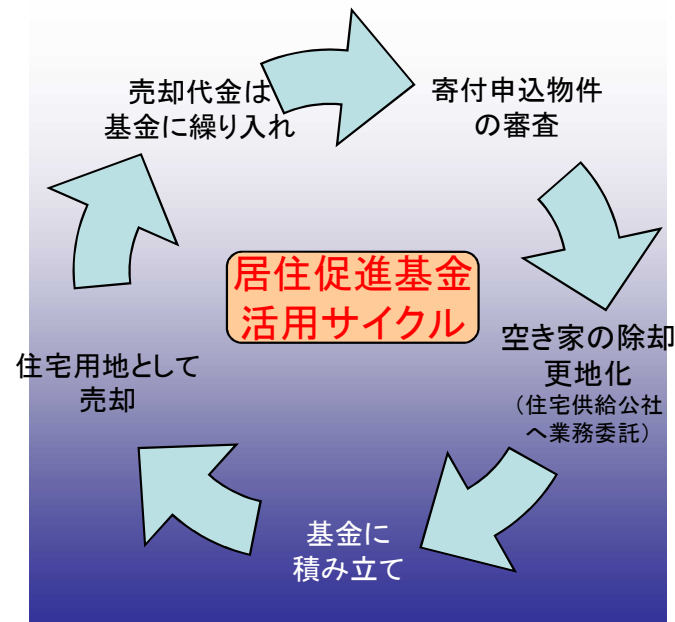 売却代金は
基金に繰り入れ
寄付申込物件
の審査
居住促進基金
活用サイクル
空き家の除却
更地化
（住宅供給公社
へ業務委託）
住宅用地として
売却
基金に
積み立て